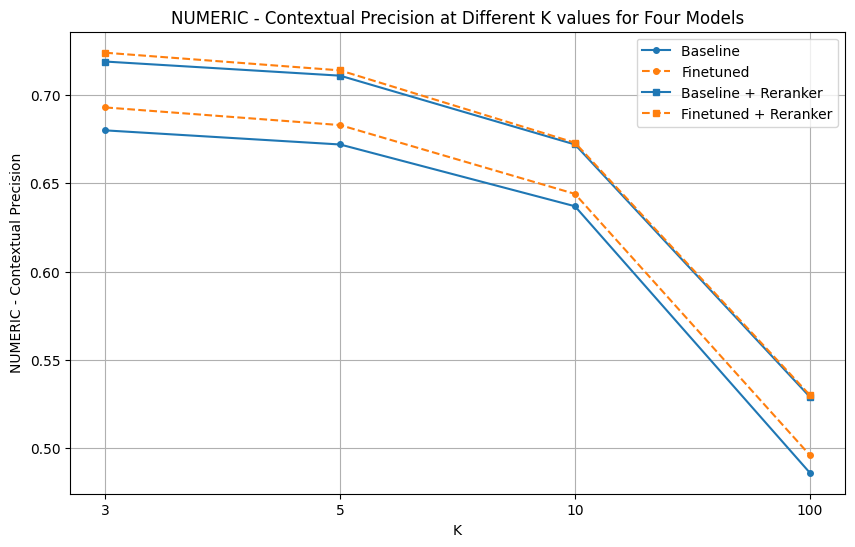 NUMERIC - Contextual Precision at Different K values for Four Models
NUMERIC - Contextual Precision
0.70
0.65
0.60
0.55
0.50
3
5
10
100
K
Baseline
Finetuned
Baseline + Reranker
Finetuned + Reranker